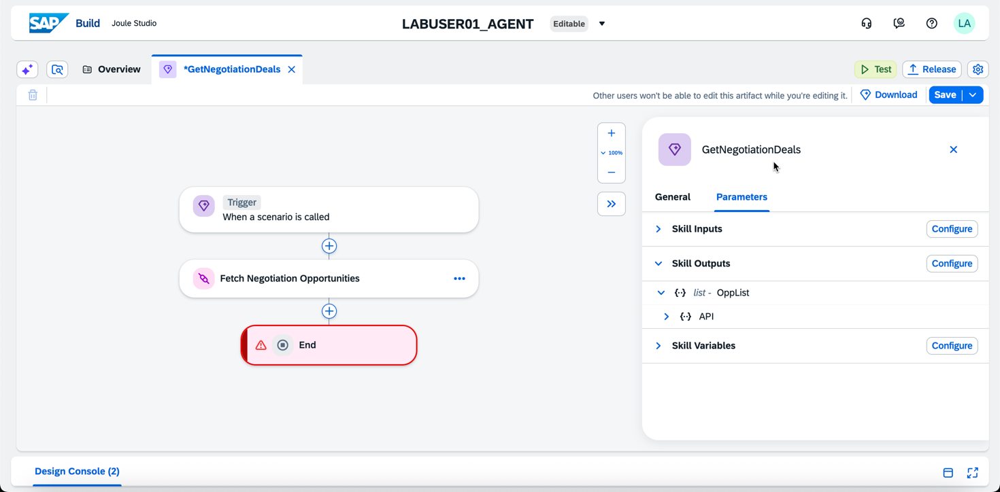 SAP Build Joule Studio
LABUSER01_AGENT Editable
LA
Overview
*GetNegotiationDeals
Test
Release
Other users won't be able to edit this artifact while you're editing it.
Download
Save
100%
GetNegotiationDeals
General Parameters
Skill Inputs Configure
Skill Outputs Configure
list - OppList
API
Skill Variables Configure
Trigger
When a scenario is called
Fetch Negotiation Opportunities
End
Design Console (2)